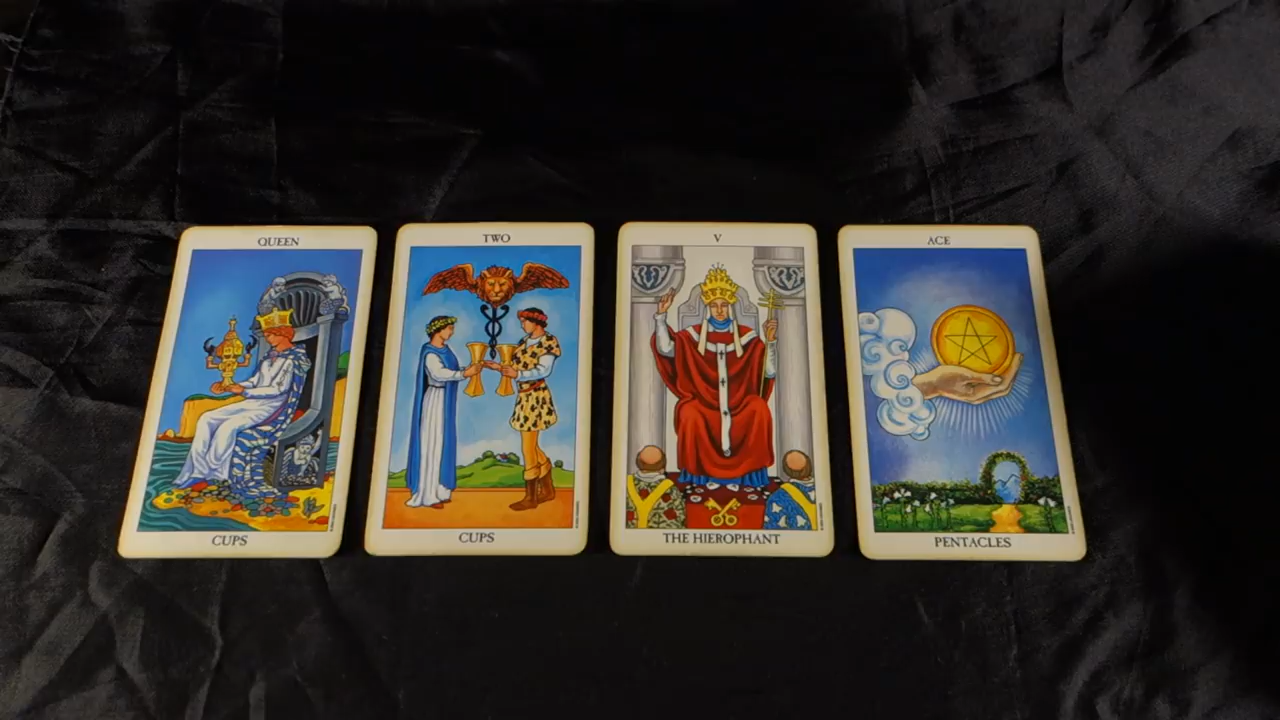 QUEEN
CUPS
TWO
CUPS
V
THE HIEROPHANT
ACE
PENTACLES